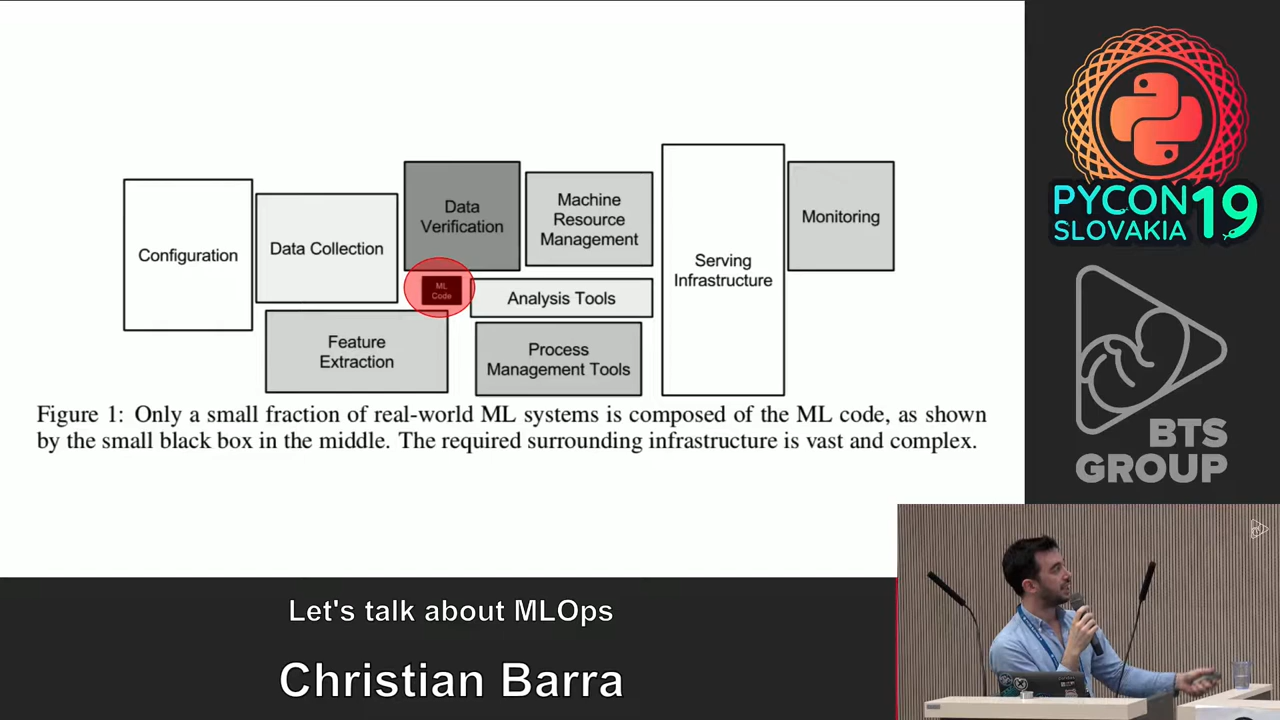 Configuration
Data Collection
Data
Verification
Machine
Resource
Management
Serving
Infrastructure
Monitoring
ML
Code
Analysis Tools
Feature
Extraction
Process
Management Tools
Figure 1: Only a small fraction of real-world ML systems is composed of the ML code, as shown
by the small black box in the middle. The required surrounding infrastructure is vast and complex.
PYCON
SLOVAKIA
19
BTS
GROUP
Let's talk about MLOps
Christian Barra